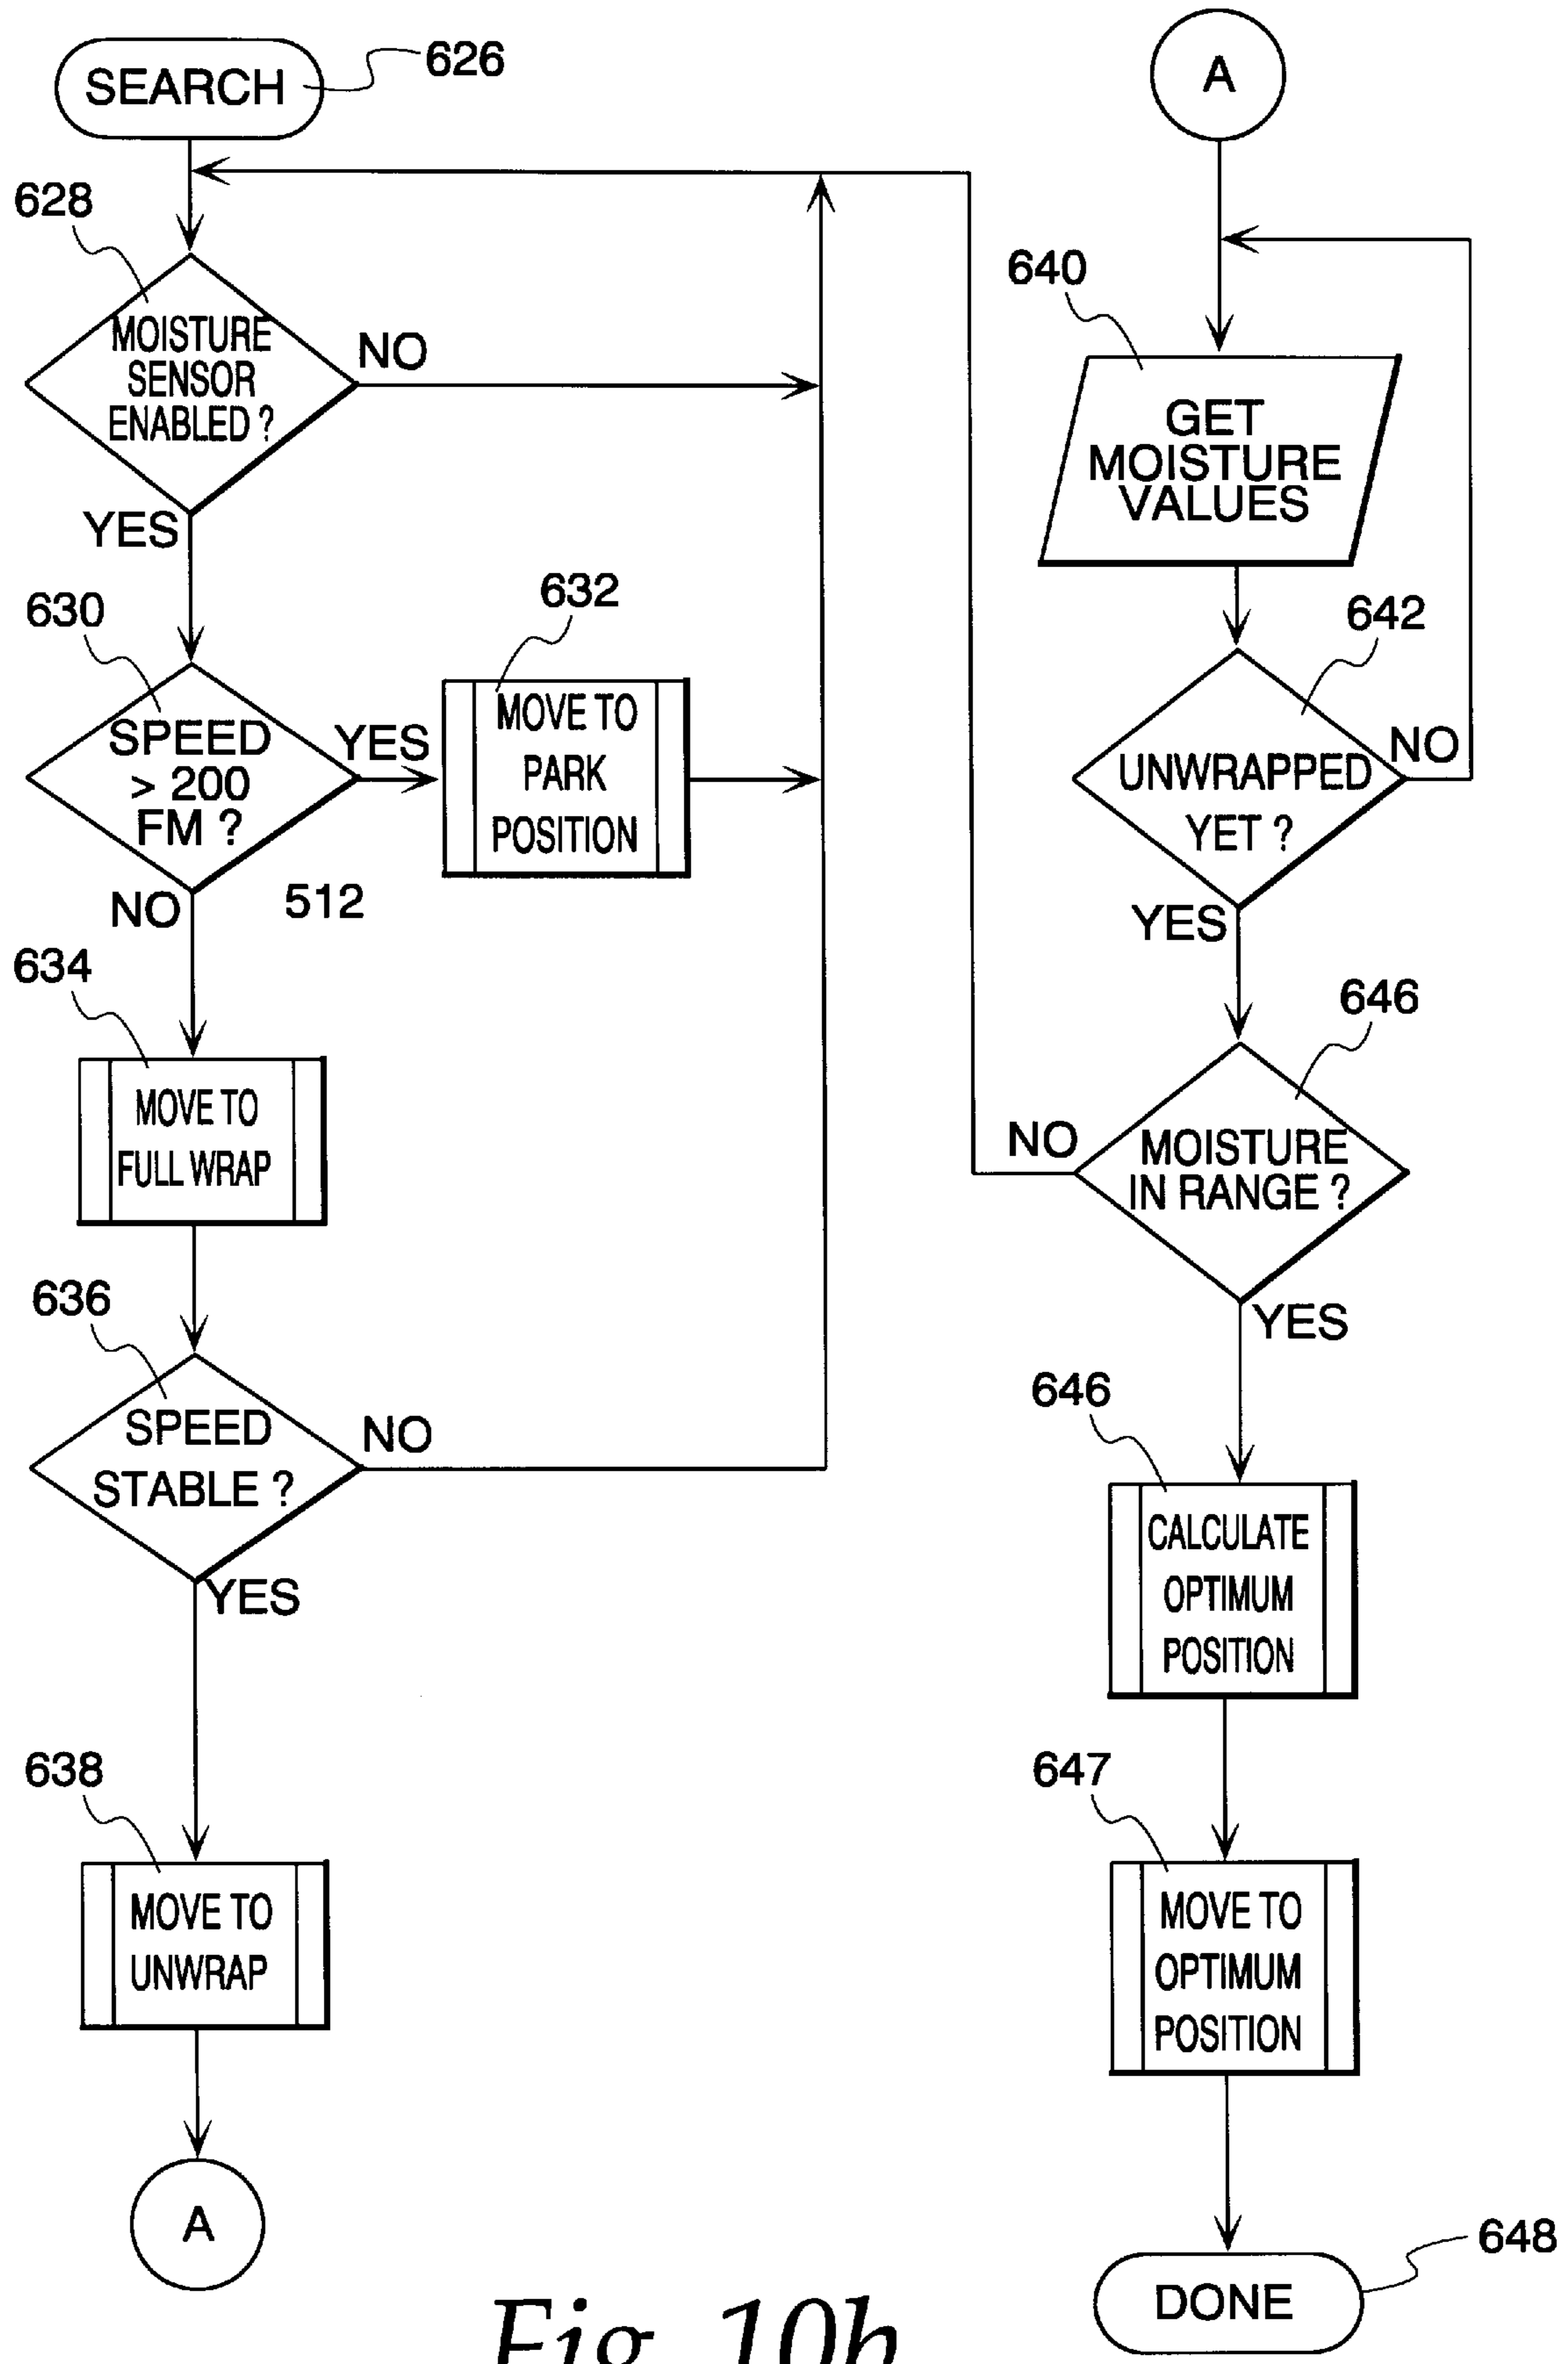 SEARCH
626
628
MOISTURE
SENSOR
ENABLED ?
NO
YES
630
SPEED
> 200
FM ?
YES
632
MOVE TO
PARK
POSITION
NO
512
634
MOVE TO
FULL WRAP
636
SPEED
STABLE ?
NO
YES
638
MOVE TO
UNWRAP
A
A
640
GET
MOISTURE
VALUES
642
UNWRAPPED
YET ?
NO
YES
646
MOISTURE
IN RANGE ?
NO
YES
646
CALCULATE
OPTIMUM
POSITION
647
MOVE TO
OPTIMUM
POSITION
DONE
648
Fig. 10b